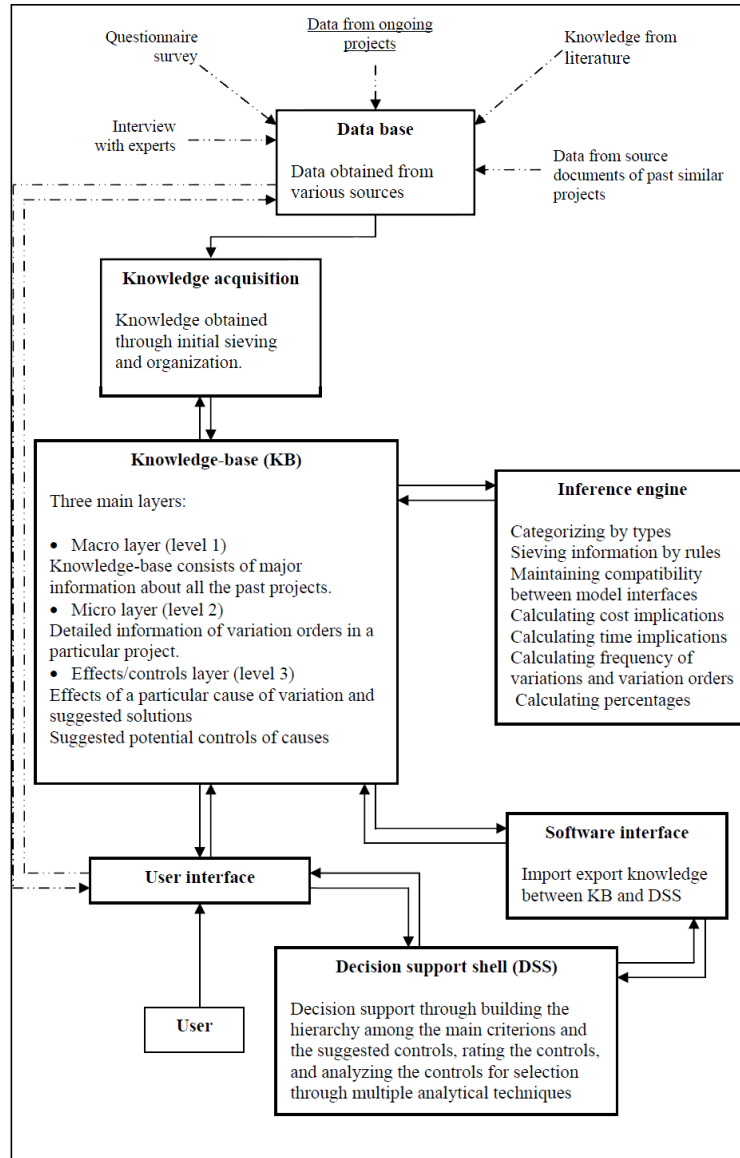 Questionnaire
survey
Data from ongoing
projects
Knowledge from
literature
Interview
with experts
Data base
Data obtained from
various sources
Data from source
documents of past similar
projects
Knowledge acquisition
Knowledge obtained
through initial sieving
and organization.
Knowledge-base (KB)
Three main layers:
• Macro layer (level 1)
Knowledge-base consists of major
information about all the past projects.
• Micro layer (level 2)
Detailed information of variation orders in a
particular project.
• Effects/controls layer (level 3)
Effects of a particular cause of variation and
suggested solutions
Suggested potential controls of causes
Inference engine
Categorizing by types
Sieving information by rules
Maintaining compatibility
between model interfaces
Calculating cost implications
Calculating time implications
Calculating frequency of
variations and variation orders
Calculating percentages
Software interface
Import export knowledge
between KB and DSS
User interface
Decision support shell (DSS)
Decision support through building the
hierarchy among the main criterions and
the suggested controls, rating the controls,
and analyzing the controls for selection
through multiple analytical techniques
User